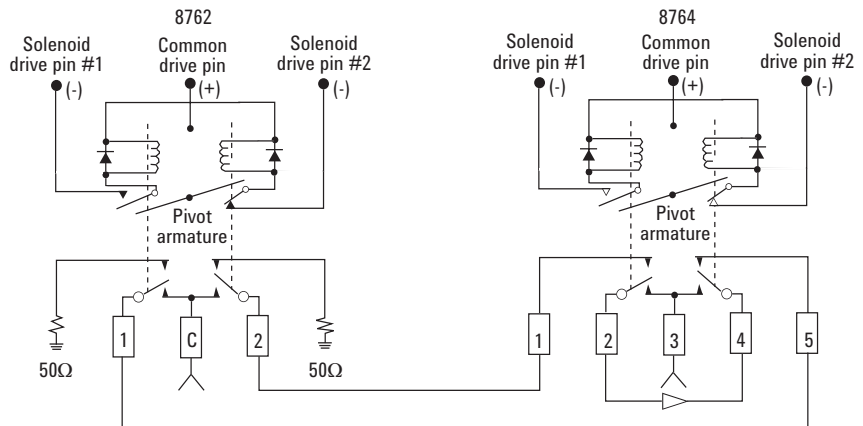 8762
Solenoid
drive pin #1
(-)
Common
drive pin
(+)
Solenoid
drive pin #2
(-)
Pivot
armature
50Ω
1
C
2
50Ω
8764
Solenoid
drive pin #1
(-)
Common
drive pin
(+)
Solenoid
drive pin #2
(-)
Pivot
armature
1
2
3
4
5